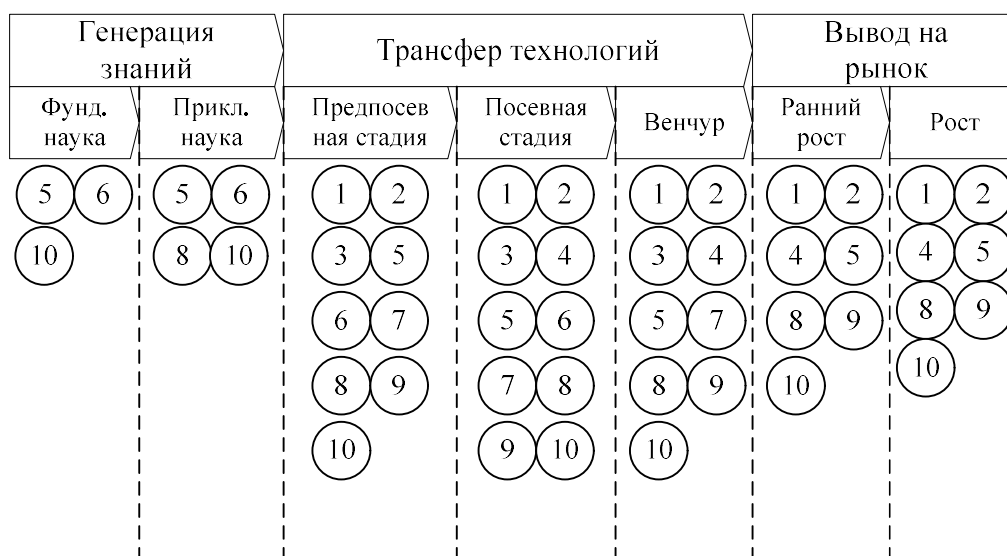 Генерация
знаний
Трансфер технологий
Вывод на
рынок
Фунд.
наука
Прикл.
наука
Предпосев
ная стадия
Посевная
стадия
Венчур
Ранний
рост
Рост
5 6 5 6 1 2 1 2 1 2 1 2 1 2
10 8 10 3 5 3 4 3 4 4 5 4 5
6 7 5 6 5 7 8 9 8 9
8 9 7 8 8 9 10 10
10 9 10 10